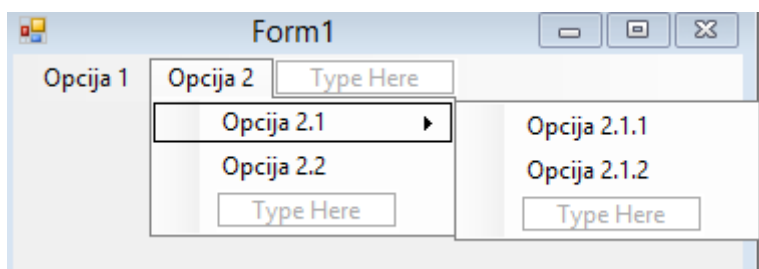 Form1
Opcija 1 Opcija 2 Type Here
Opcija 2.1 Opcija 2.1.1
Opcija 2.2 Opcija 2.1.2
Type Here Type Here